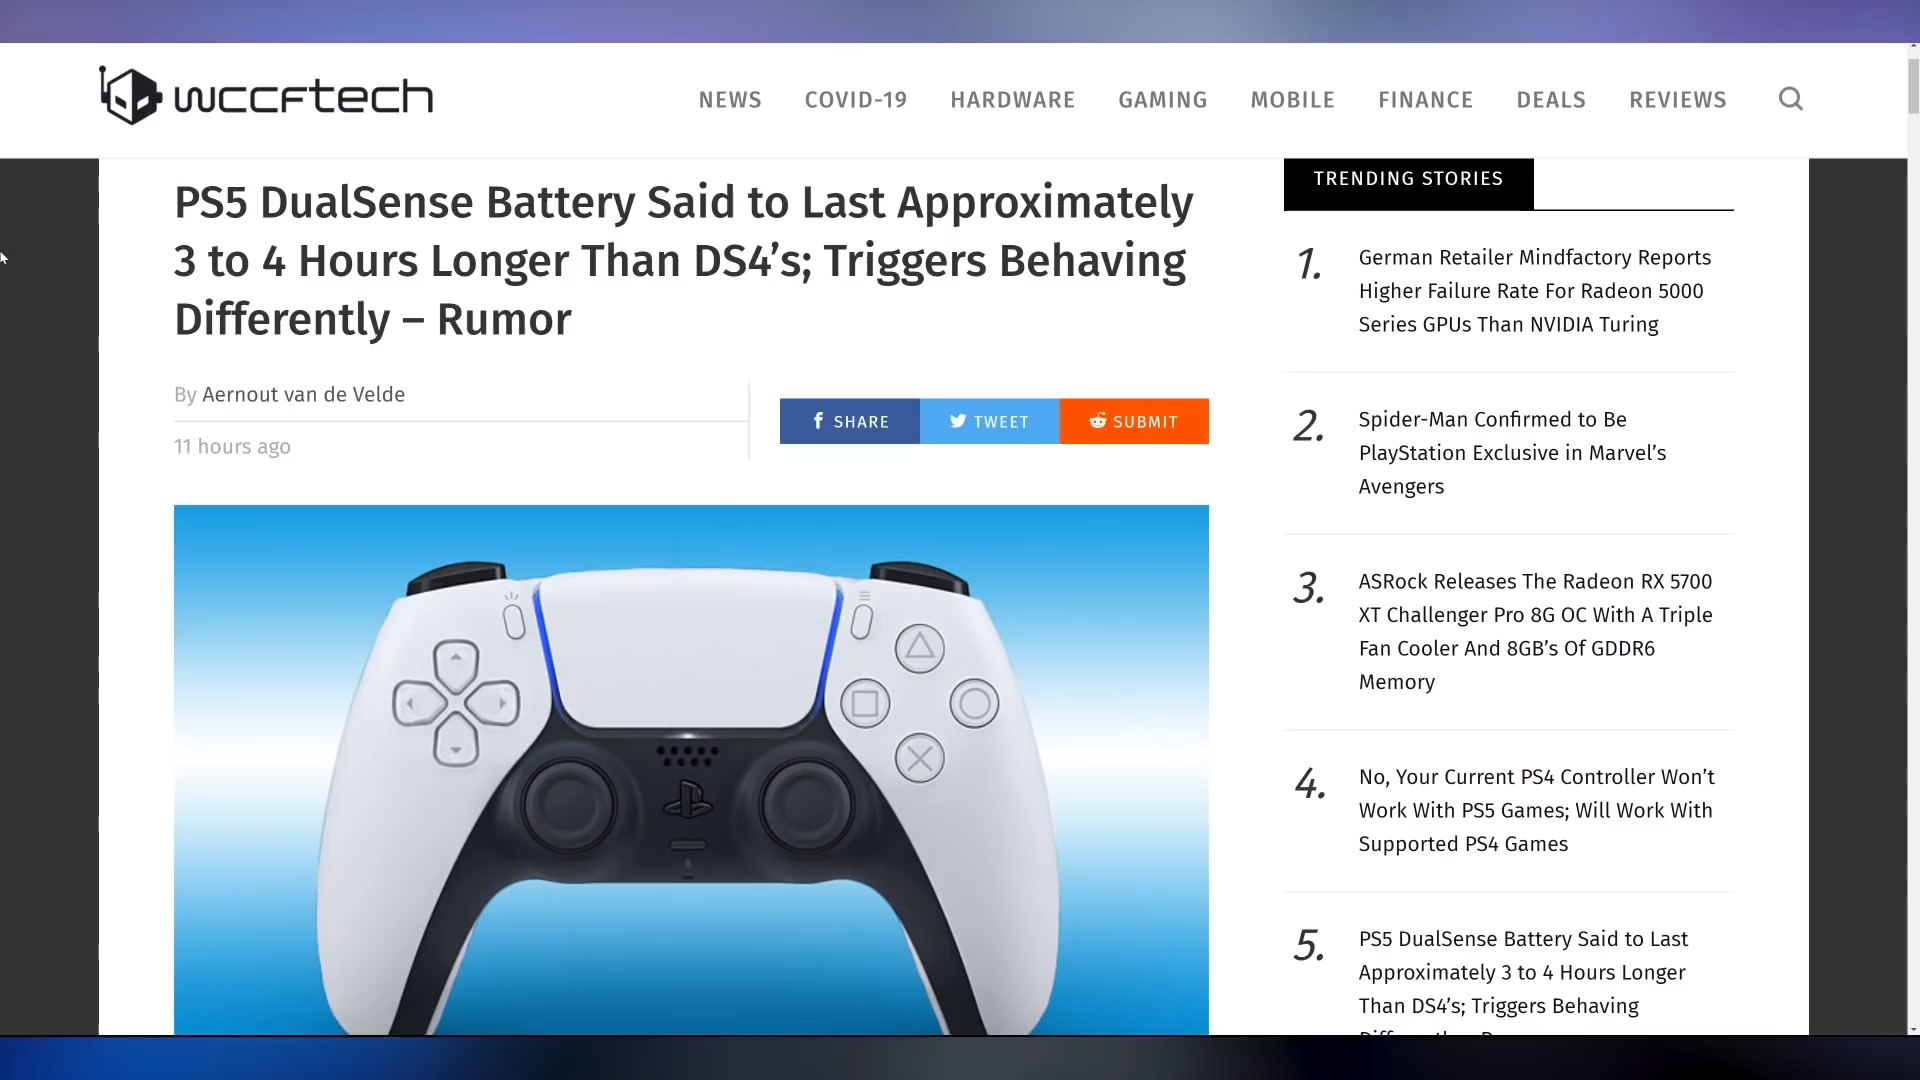 wccftech
NEWS
COVID-19
HARDWARE
GAMING
MOBILE
FINANCE
DEALS
REVIEWS
PS5 DualSense Battery Said to Last Approximately
3 to 4 Hours Longer Than DS4’s; Triggers Behaving
Differently – Rumor
By Aernout van de Velde
11 hours ago
SHARE
TWEET
SUBMIT
TRENDING STORIES
1.
German Retailer Mindfactory Reports
Higher Failure Rate For Radeon 5000
Series GPUs Than NVIDIA Turing
2.
Spider-Man Confirmed to Be
PlayStation Exclusive in Marvel’s
Avengers
3.
ASRock Releases The Radeon RX 5700
XT Challenger Pro 8G OC With A Triple
Fan Cooler And 8GB’s Of GDDR6
Memory
4.
No, Your Current PS4 Controller Won’t
Work With PS5 Games; Will Work With
Supported PS4 Games
5.
PS5 DualSense Battery Said to Last
Approximately 3 to 4 Hours Longer
Than DS4’s; Triggers Behaving